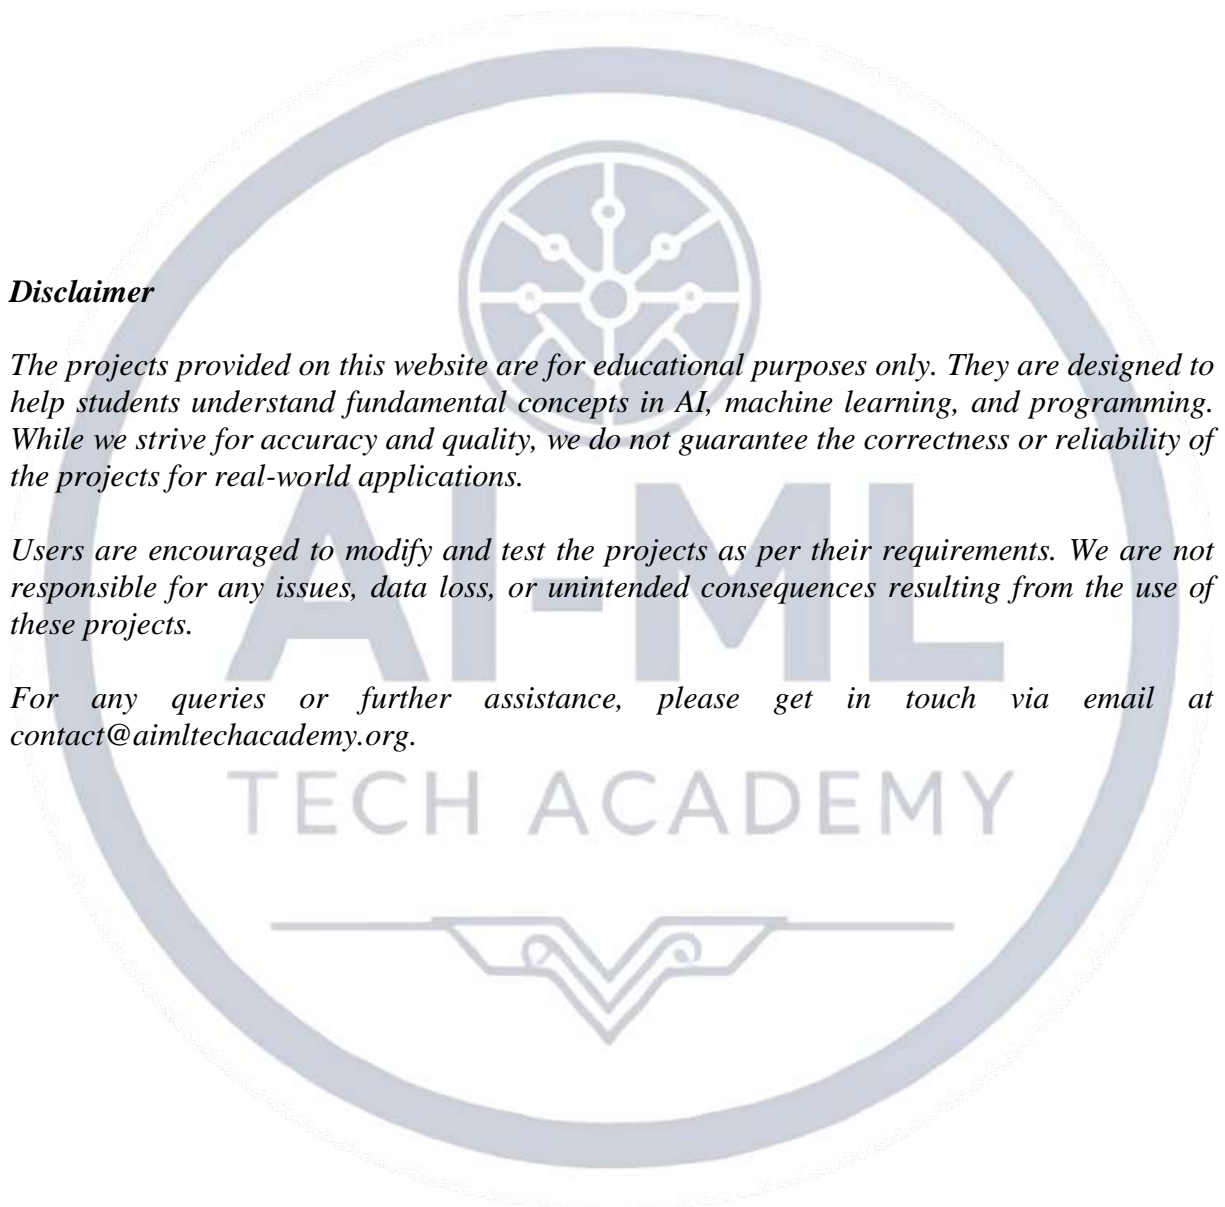 Disclaimer
The projects provided on this website are for educational purposes only. They are designed to
help students understand fundamental concepts in AI, machine learning, and programming.
While we strive for accuracy and quality, we do not guarantee the correctness or reliability of
the projects for real-world applications.
Users are encouraged to modify and test the projects as per their requirements. We are not
responsible for any issues, data loss, or unintended consequences resulting from the use of
these projects.
For any queries or further assistance, please get in touch via email at
contact@aimltechacademy.org.
AI-ML
TECH ACADEMY